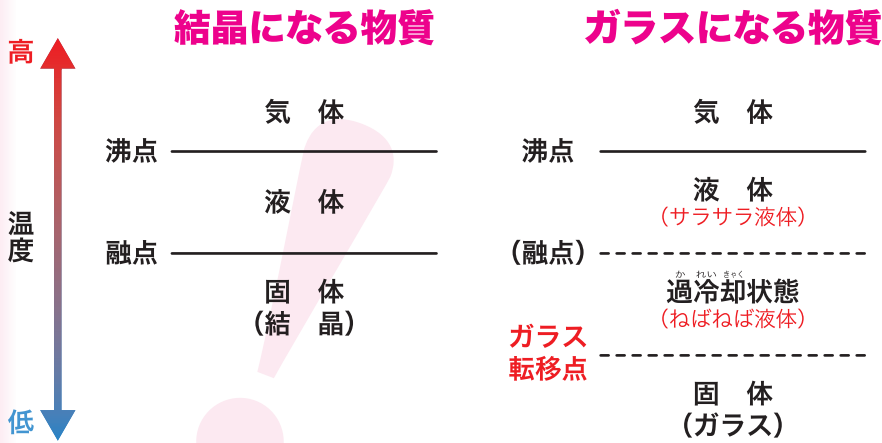 結晶になる物質
ガラスになる物質
高
温度
低
気 体
沸点
液 体
融点
固 体
(結 晶)
気 体
沸点
液 体
(サラサラ液体)
(融点)
か れい きゃく
過冷却状態
(ねばねば液体)
ガラス
転移点
固 体
(ガラス)